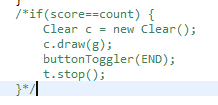 /*if(score==count) {
    Clear c = new Clear();
    c.draw(g);
    buttonToggler(END);
    t.stop();
}*/